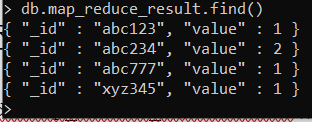 > db.map_reduce_result.find()
{ "_id" : "abc123", "value" : 1 }
{ "_id" : "abc234", "value" : 2 }
{ "_id" : "abc777", "value" : 1 }
{ "_id" : "xyz345", "value" : 1 }
>